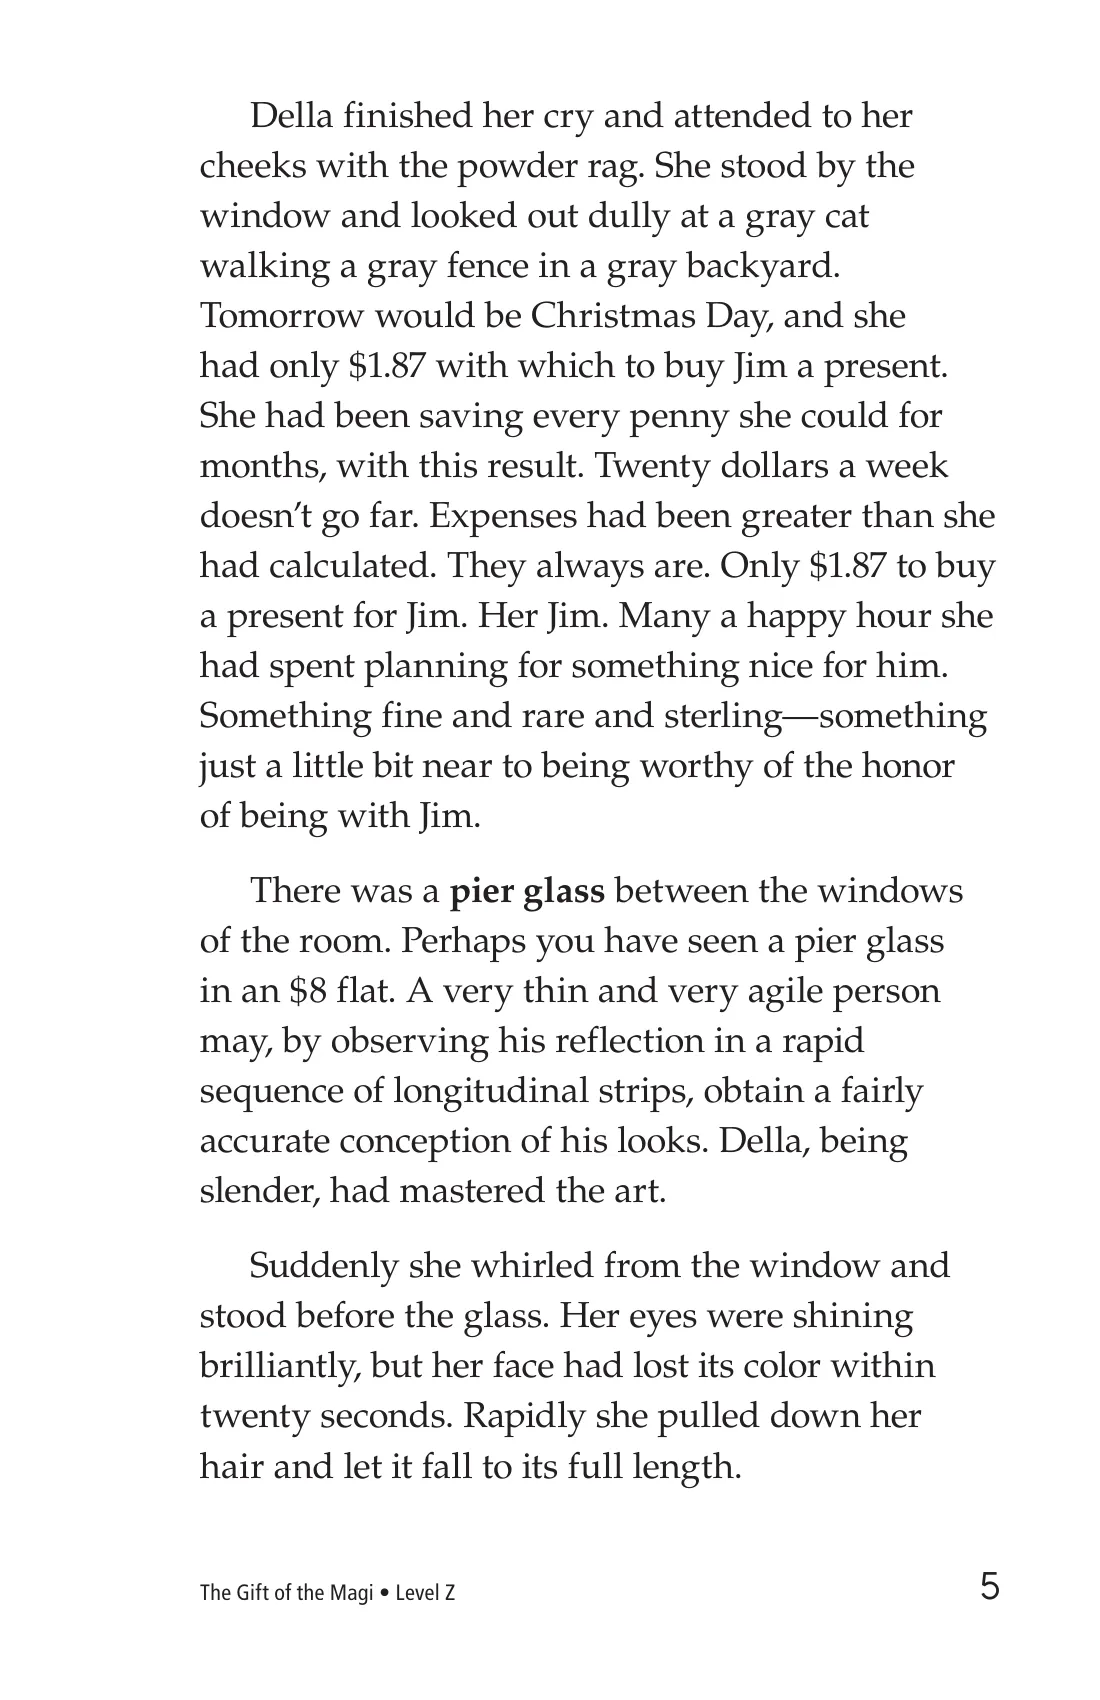 Della finished her cry and attended to her
cheeks with the powder rag. She stood by the
window and looked out dully at a gray cat
walking a gray fence in a gray backyard.
Tomorrow would be Christmas Day, and she
had only $1.87 with which to buy Jim a present.
She had been saving every penny she could for
months, with this result. Twenty dollars a week
doesn’t go far. Expenses had been greater than she
had calculated. They always are. Only $1.87 to buy
a present for Jim. Her Jim. Many a happy hour she
had spent planning for something nice for him.
Something fine and rare and sterling—something
just a little bit near to being worthy of the honor
of being with Jim.
There was a pier glass between the windows
of the room. Perhaps you have seen a pier glass
in an $8 flat. A very thin and very agile person
may, by observing his reflection in a rapid
sequence of longitudinal strips, obtain a fairly
accurate conception of his looks. Della, being
slender, had mastered the art.
Suddenly she whirled from the window and
stood before the glass. Her eyes were shining
brilliantly, but her face had lost its color within
twenty seconds. Rapidly she pulled down her
hair and let it fall to its full length.
The Gift of the Magi • Level Z
5